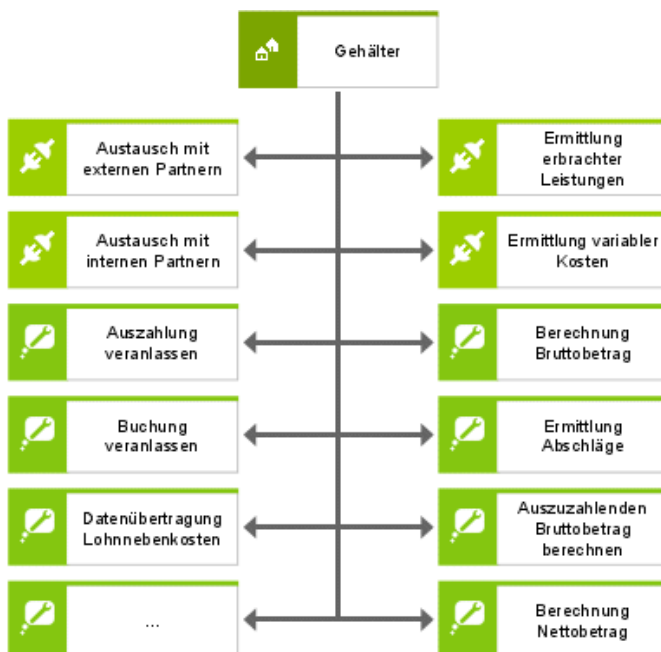 Gehälter
Austausch mit
externen Partnern
Ermittlung
erbrachter
Leistungen
Austausch mit
internen Partnern
Ermittlung variabler
Kosten
Auszahlung
veranlassen
Berechnung
Bruttobetrag
Buchung
veranlassen
Ermittlung
Abschläge
Datenübertragung
Lohnnebenkosten
Auszuzahlenden
Bruttobetrag
berechnen
...
Berechnung
Nettobetrag